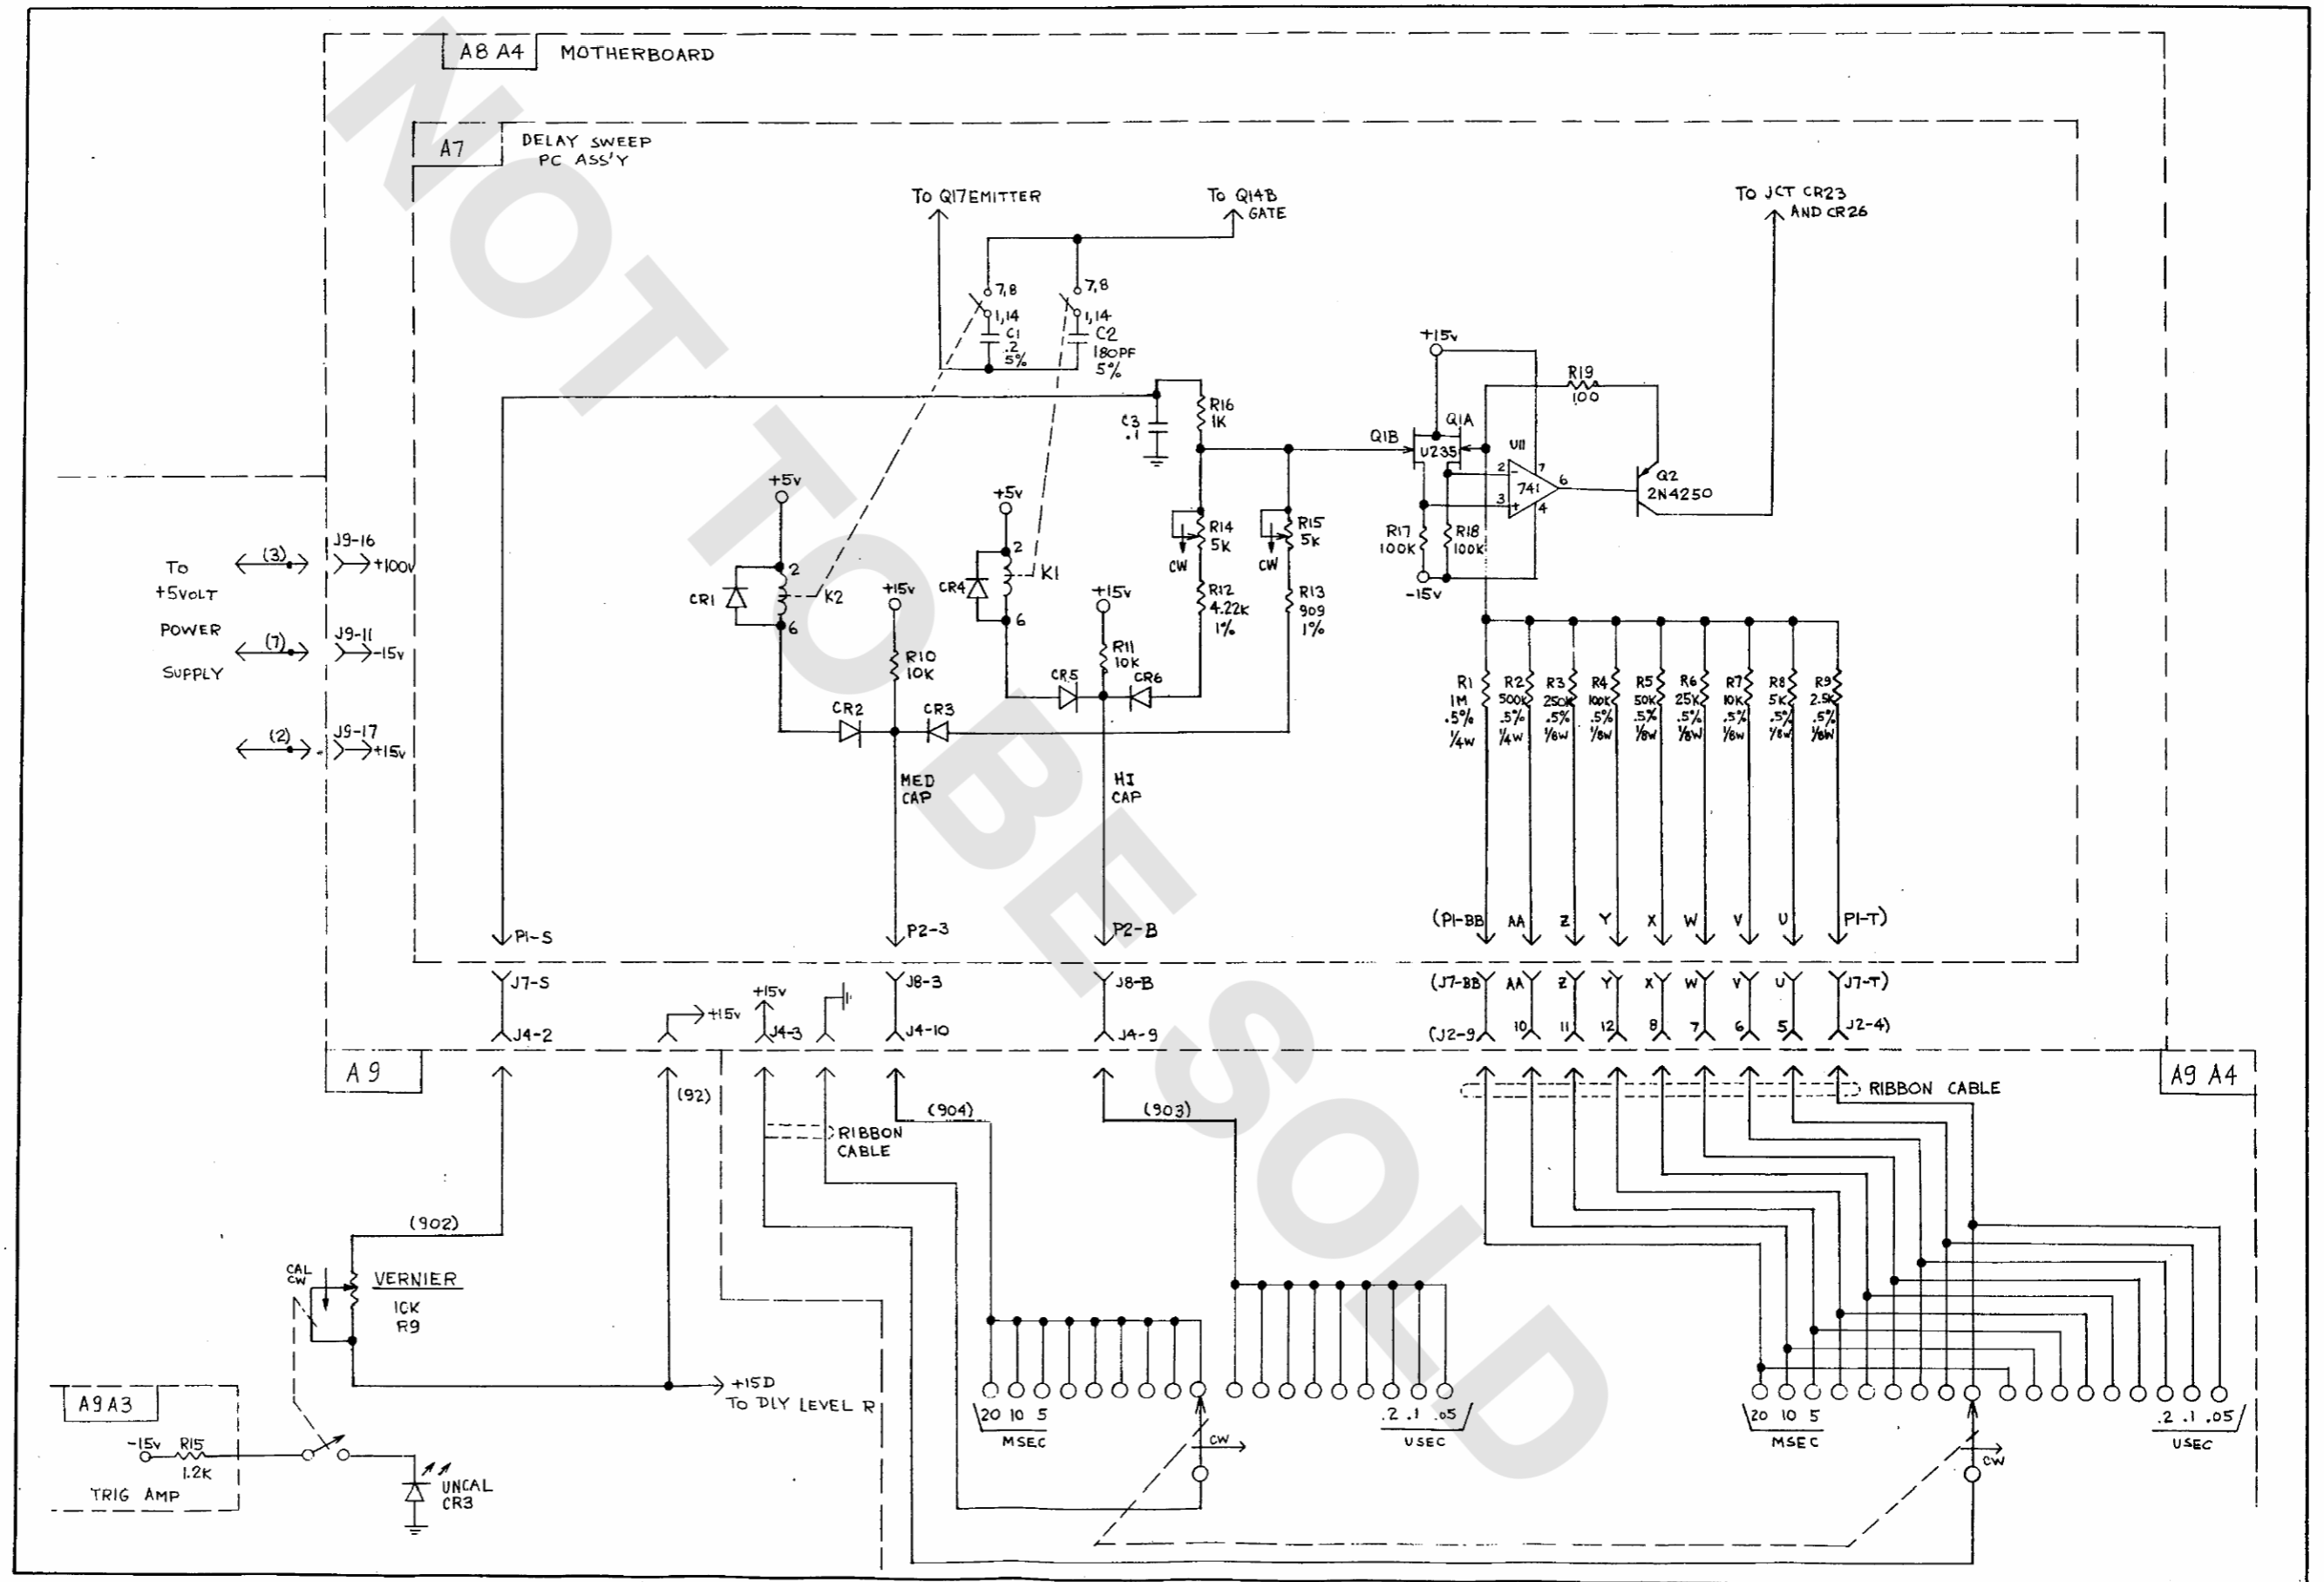 NOT TO BE SOLD
A8 A4
MOTHERBOARD
A7
DELAY SWEEP
PC ASS'Y
TO Q17 EMITTER
TO Q14B
GATE
TO JCT CR23
AND CR26
7,8
1,14
C1
.2
5%
7,8
1,14
C2
180PF
5%
+15V
R19
100
R16
1K
C3
.1
Q1B
Q1A
U235
U11
2
-
7
741
6
3
+
4
Q2
2N4250
R17
100K
R18
100K
-15V
+5V
2
K2
6
CR1
+5V
2
K1
6
CR4
+15V
R10
10K
+15V
R11
10K
R14
5K
CW
R15
5K
CW
R12
4.22K
1%
R13
909
1%
CR5
CR6
CR2
CR3
TO
+5VOLT
POWER
SUPPLY
(3)
J9-16
+100V
(7)
J9-11
-15V
(2)
J9-17
+15V
R1
1M
.5%
1/4W
R2
500K
.5%
1/4W
R3
250K
.5%
1/8W
R4
100K
.5%
1/8W
R5
50K
.5%
1/8W
R6
25K
.5%
1/8W
R7
10K
.5%
1/8W
R8
5K
.5%
1/8W
R9
2.5K
.5%
1/8W
MED
CAP
HI
CAP
P1-S
P2-3
P2-B
(P1-BB AA Z Y X W V U P1-T)
J7-S
+15V
J8-3
J8-B
(J7-BB AA Z Y X W V U J7-T)
+15V
J4-2
J4-3
J4-10
J4-9
(J2-9 10 11 12 8 7 6 5 J2-4)
A9
A9 A4
(92)
(904)
(903)
RIBBON CABLE
RIBBON
CABLE
(902)
CAL
CW
VERNIER
10K
R9
+15D
TO DLY LEVEL R
A9A3
-15V
R15
1.2K
TRIG AMP
UNCAL
CR3
20 10 5
MSEC
.2 .1 .05
USEC
CW
20 10 5
MSEC
.2 .1 .05
USEC
CW